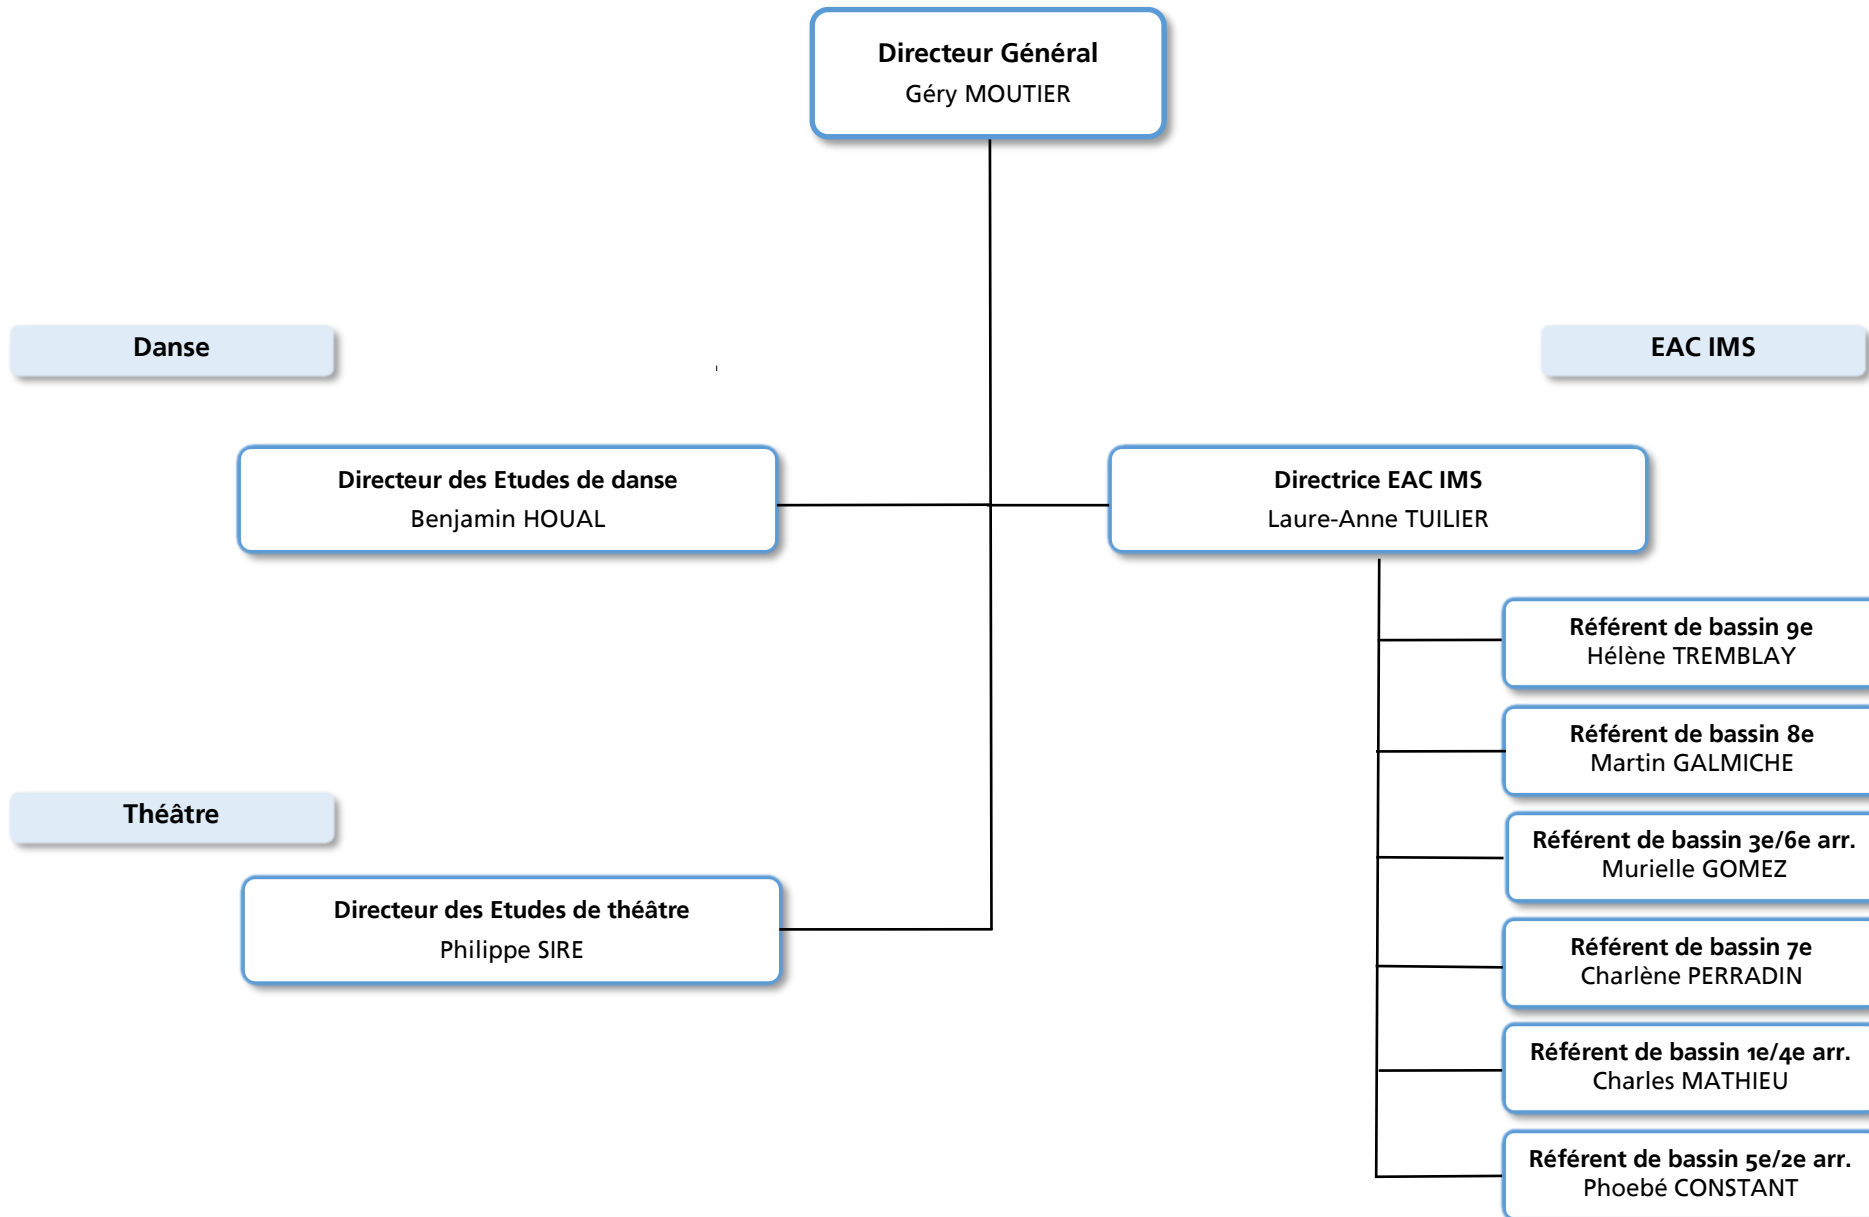 Directeur Général
Géry MOUTIER
Danse
EAC IMS
Directeur des Etudes de danse
Benjamin HOUAL
Directrice EAC IMS
Laure-Anne TUILIER
Référent de bassin 9e
Hélène TREMBLAY
Référent de bassin 8e
Martin GALMICHE
Théâtre
Référent de bassin 3e/6e arr.
Murielle GOMEZ
Directeur des Etudes de théâtre
Philippe SIRE
Référent de bassin 7e
Charlène PERRADIN
Référent de bassin 1e/4e arr.
Charles MATHIEU
Référent de bassin 5e/2e arr.
Phoebé CONSTANT